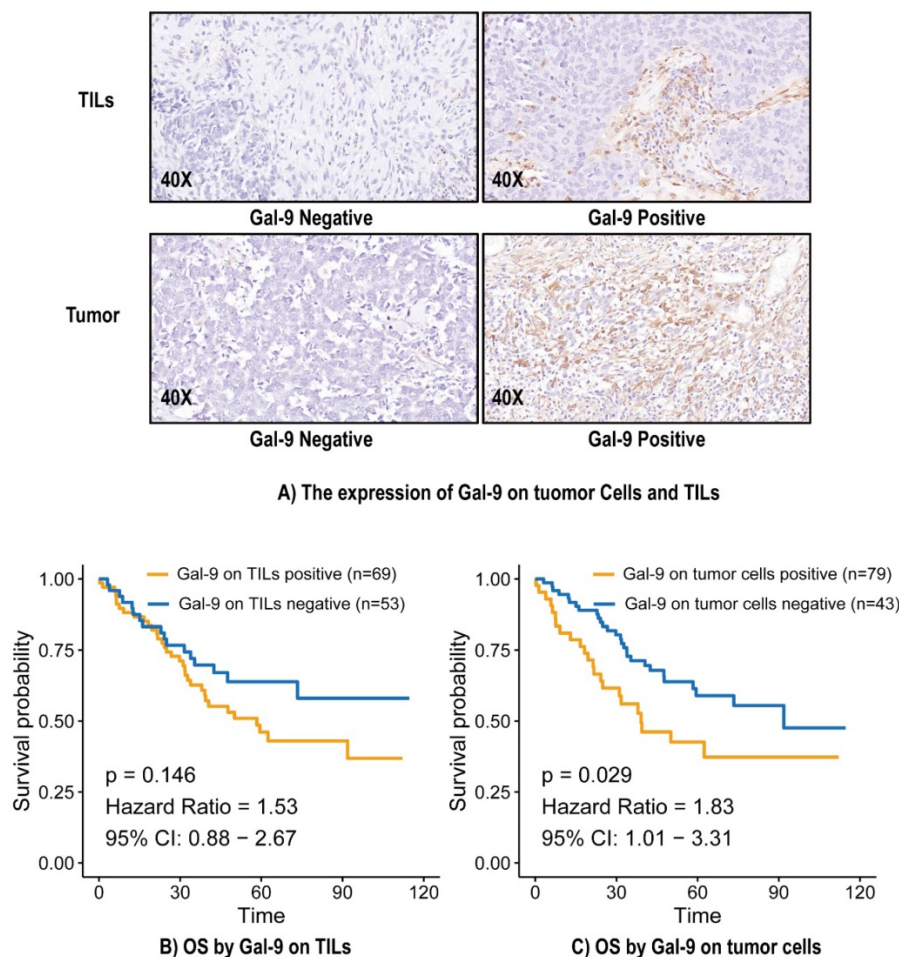 TILs
40X
40X
Gal-9 Negative
Gal-9 Positive
Tumor
40X
40X
Gal-9 Negative
Gal-9 Positive
A) The expression of Gal-9 on tuomor Cells and TILs
Gal-9 on TILs positive (n=69)
Gal-9 on TILs negative (n=53)
Survival probability
1.00
0.75
0.50
0.25
0.00
p = 0.146
Hazard Ratio = 1.53
95% CI: 0.88 − 2.67
0 30 60 90 120
Time
B) OS by Gal-9 on TILs
Gal-9 on tumor cells positive (n=79)
Gal-9 on tumor cells negative (n=43)
Survival probability
1.00
0.75
0.50
0.25
0.00
p = 0.029
Hazard Ratio = 1.83
95% CI: 1.01 − 3.31
0 30 60 90 120
Time
C) OS by Gal-9 on tumor cells